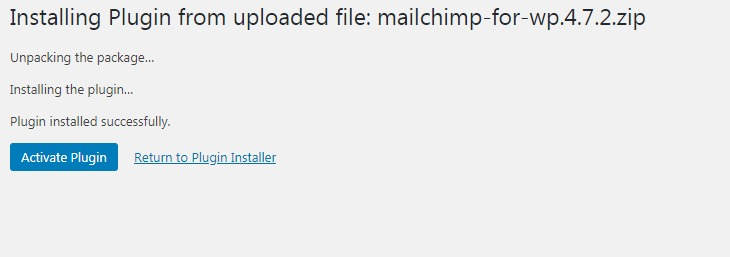 Installing Plugin from uploaded file: mailchimp-for-wp.4.7.2.zip
Unpacking the package...
Installing the plugin...
Plugin installed successfully.
Activate Plugin Return to Plugin Installer